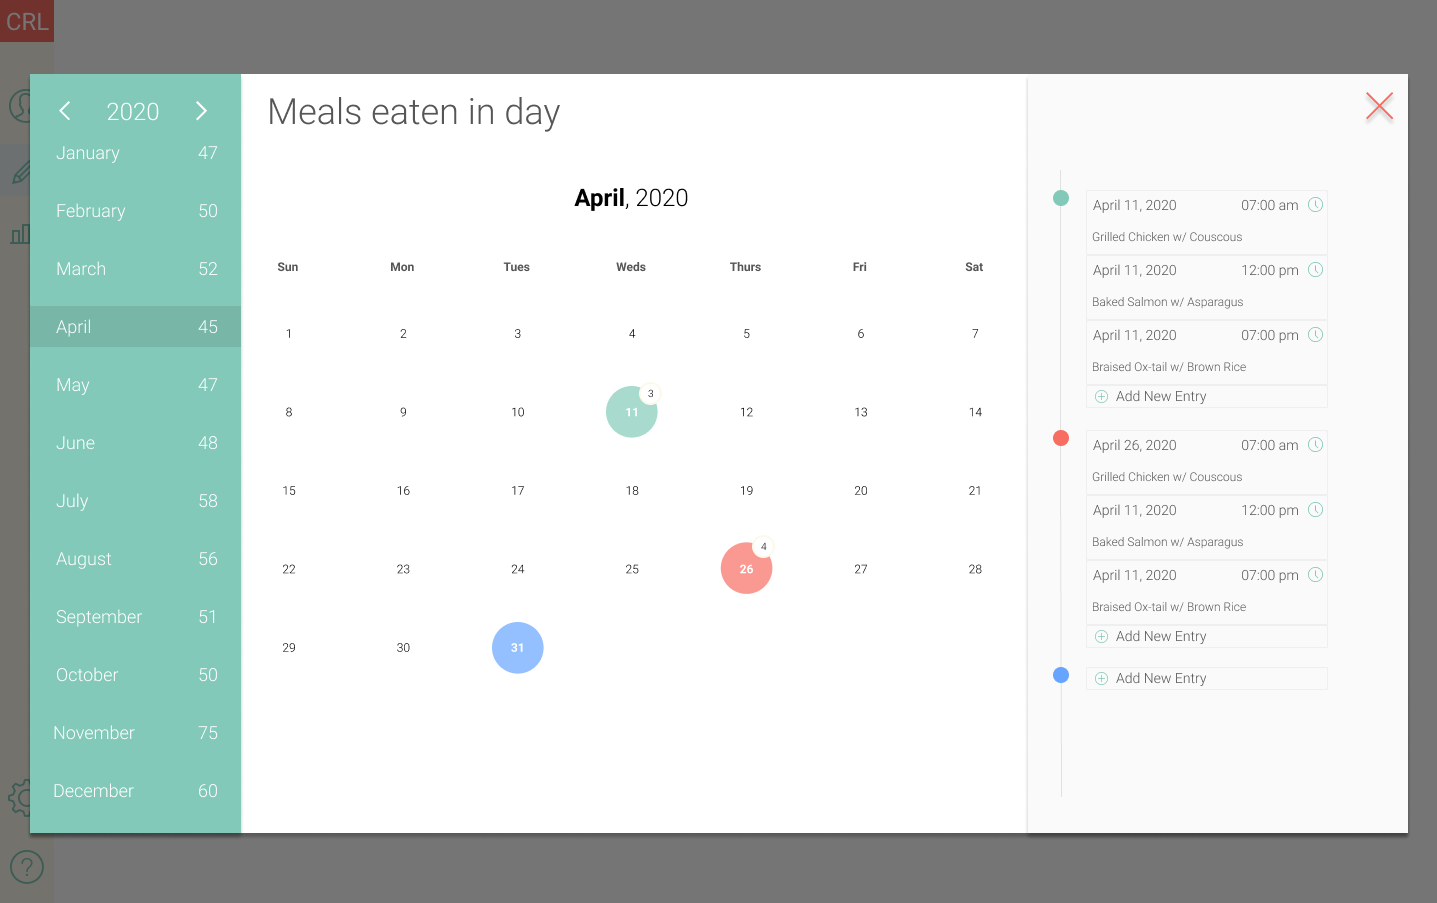 CRL
2020
January 47
February 50
March 52
April 45
May 47
June 48
July 58
August 56
September 51
October 50
November 75
December 60
?
Meals eaten in day
April, 2020
Sun Mon Tues Weds Thurs Fri Sat
1 2 3 4 5 6 7
8 9 10 11 3 12 13 14
15 16 17 18 19 20 21
22 23 24 25 26 4 27 28
29 30 31
April 11, 2020 07:00 am
Grilled Chicken w/ Couscous
April 11, 2020 12:00 pm
Baked Salmon w/ Asparagus
April 11, 2020 07:00 pm
Braised Ox-tail w/ Brown Rice
Add New Entry
April 26, 2020 07:00 am
Grilled Chicken w/ Couscous
April 11, 2020 12:00 pm
Baked Salmon w/ Asparagus
April 11, 2020 07:00 pm
Braised Ox-tail w/ Brown Rice
Add New Entry
Add New Entry